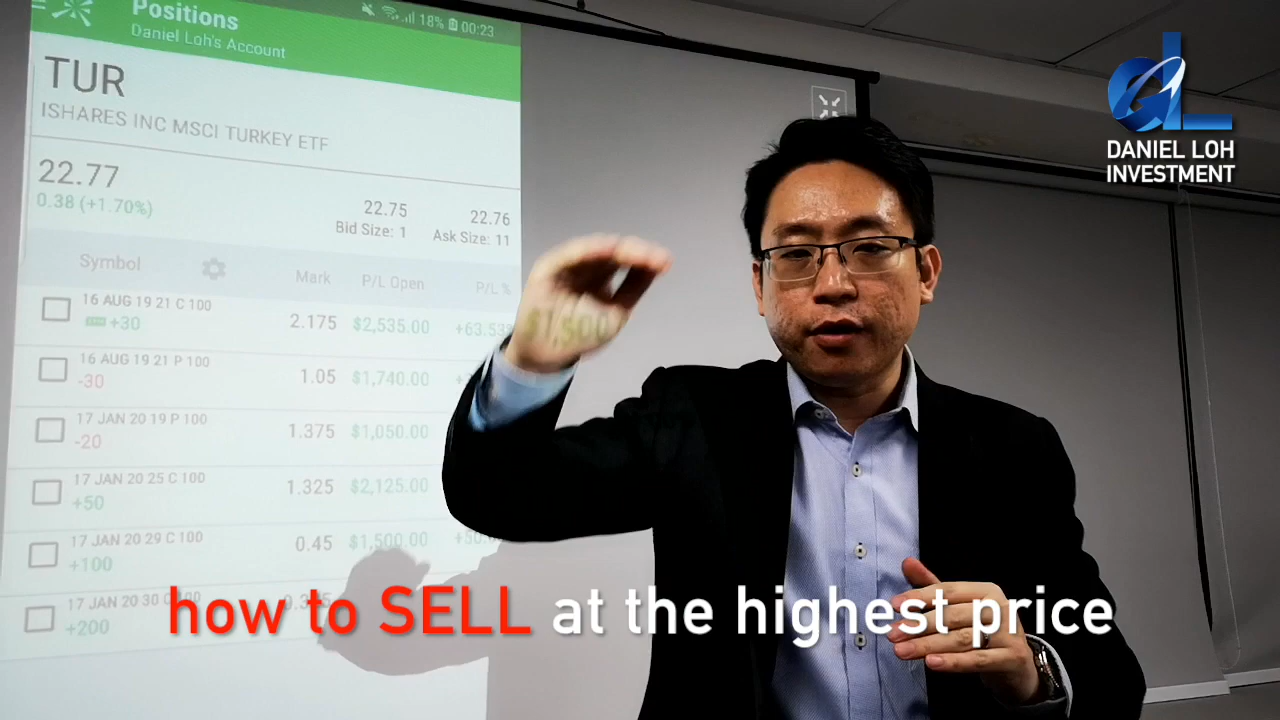 Positions
18% 00:23
Daniel Loh's Account
TUR
ISHARES INC MSCI TURKEY ETF
22.77
0.38 (+1.70%)
22.75
Bid Size: 1
22.76
Ask Size: 11
Symbol Mark P/L Open P/L %
16 AUG 19 21 C 100
+30 2.175 $2,535.00 +63.53%
16 AUG 19 21 P 100
-30 1.05 $1,740.00
17 JAN 20 19 P 100
-20 1.375 $1,050.00
17 JAN 20 25 C 100
+50 1.325 $2,125.00
17 JAN 20 29 C 100
+100 0.45 $1,500.00
17 JAN 20 30 C 100
+200
$1,500
DANIEL LOH
INVESTMENT
how to SELL at the highest price